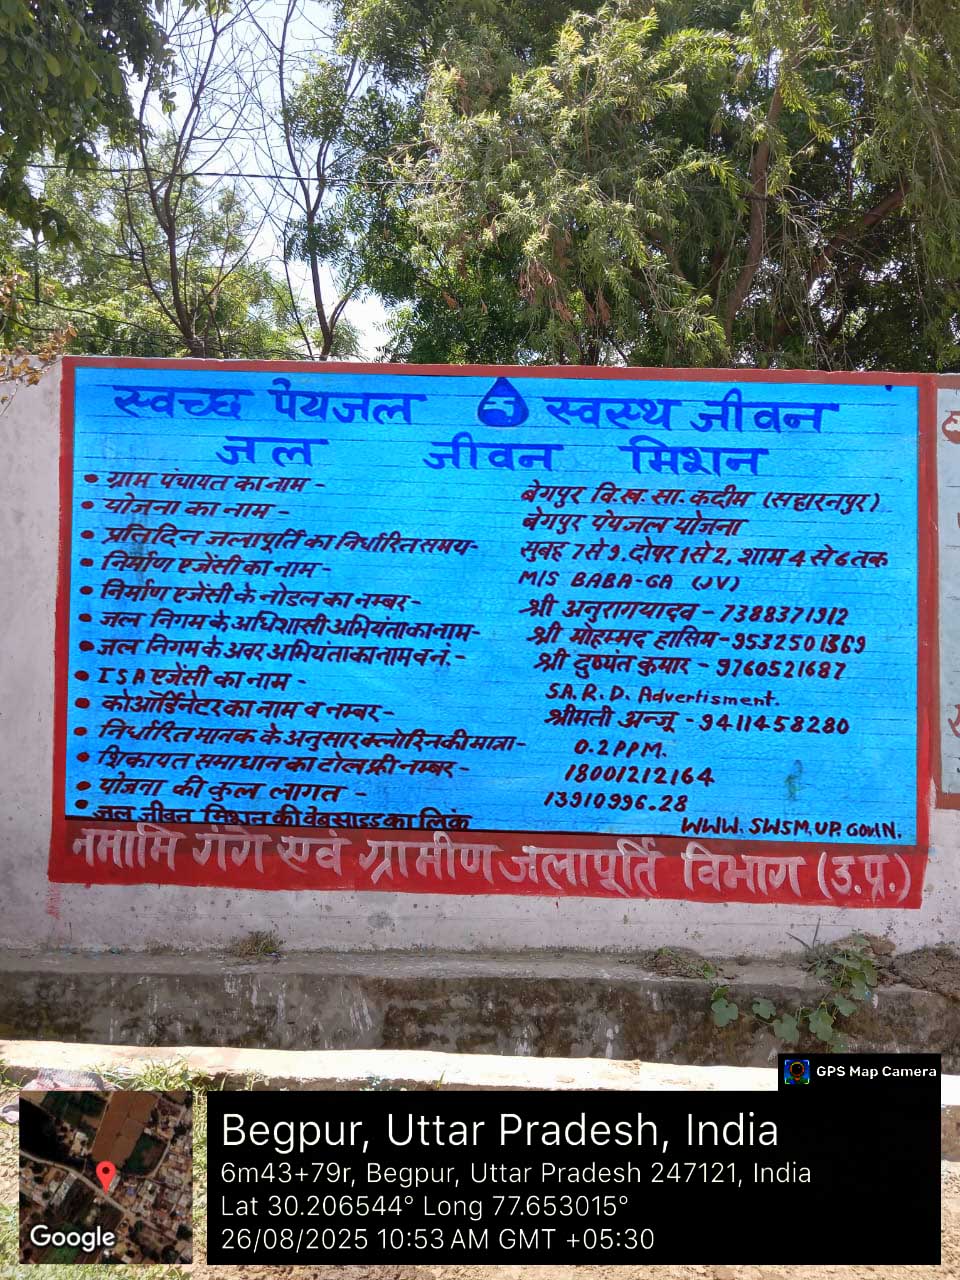 स्वच्छ पेयजल स्वस्थ जीवन
जल जीवन मिशन
• ग्राम पंचायत का नाम - बेगपुर वि.ख. सा. कदीम (सहारनपुर)
• योजना का नाम - बेगपुर पेयजल योजना
• प्रतिदिन जलापूर्ति का निर्धारित समय- सुबह 7 से 9, दोपर 1 से 2, शाम 4 से 6 तक
• निर्माण एजेंसी का नाम - M/S BABA-GA (JV)
• निर्माण एजेंसी के नोडल का नम्बर- श्री अनुरागयादव - 7388371912
• जल निगम के अधिशासी अभियंता का नाम- श्री मोहम्मद हासिम - 9532501369
• जल निगम के अवर अभियंता का नाम व नं.- श्री दुष्यंत कुमार - 9760521687
• ISA एजेंसी का नाम - S.A.R.D. Advertisment.
• कोऑर्डिनेटर का नाम व नम्बर- श्रीमती अन्जू - 9411458280
• निर्धारित मानक के अनुसार क्लोरिन की मात्रा- 0.2 PPM.
• शिकायत समाधान का टोल फ्री नम्बर- 18001212164
• योजना की कुल लागत - 13910996.28
• जल जीवन मिशन की वेबसाइड का लिंक WWW.SWSM.UP.GOV.IN.
नमामि गंगे एवं ग्रामीण जलापूर्ति विभाग (उ.प्र.)
GPS Map Camera
Begpur, Uttar Pradesh, India
6m43+79r, Begpur, Uttar Pradesh 247121, India
Lat 30.206544° Long 77.653015°
26/08/2025 10:53 AM GMT +05:30
Google